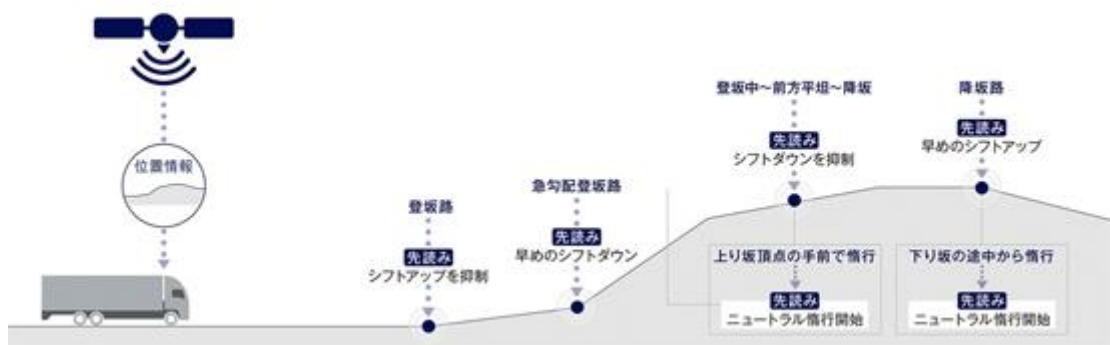 位置情報
登坂路
先読み
シフトアップを抑制
急勾配登坂路
先読み
早めのシフトダウン
登坂中～前方平坦～降坂
先読み
シフトダウンを抑制
上り坂頂点の手前で惰行
先読み
ニュートラル惰行開始
降坂路
先読み
早めのシフトアップ
下り坂の途中から惰行
先読み
ニュートラル惰行開始